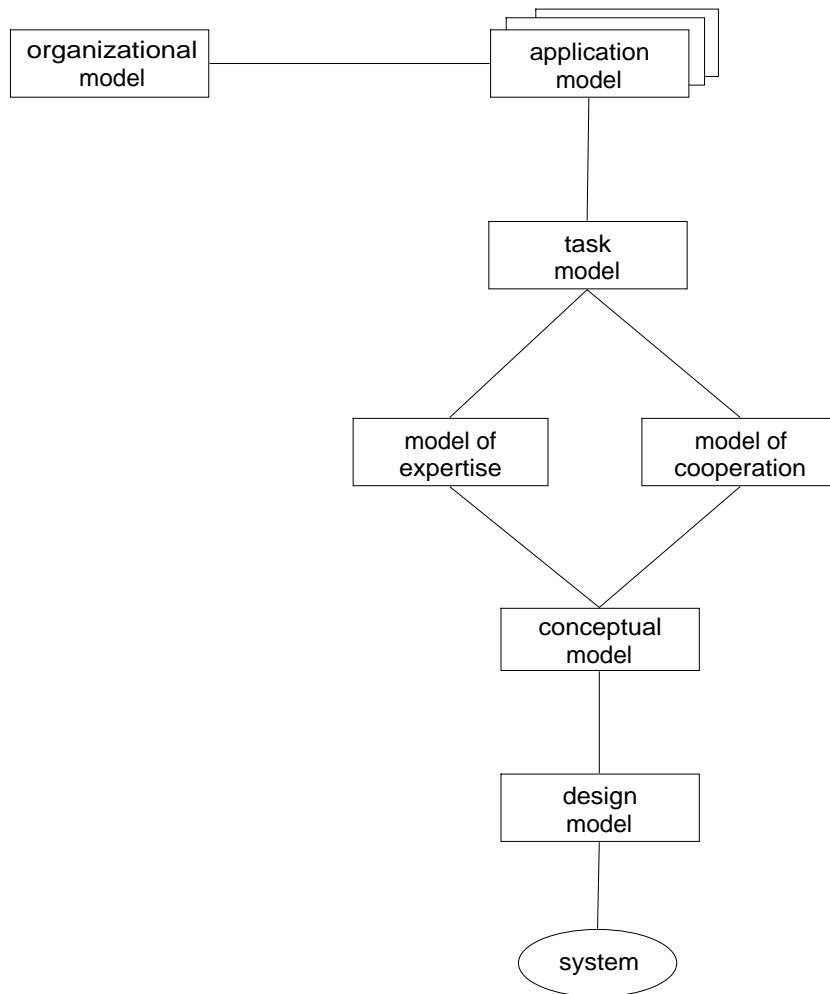 organizational
model
application
model
task
model
model of
expertise
model of
cooperation
conceptual
model
design
model
system